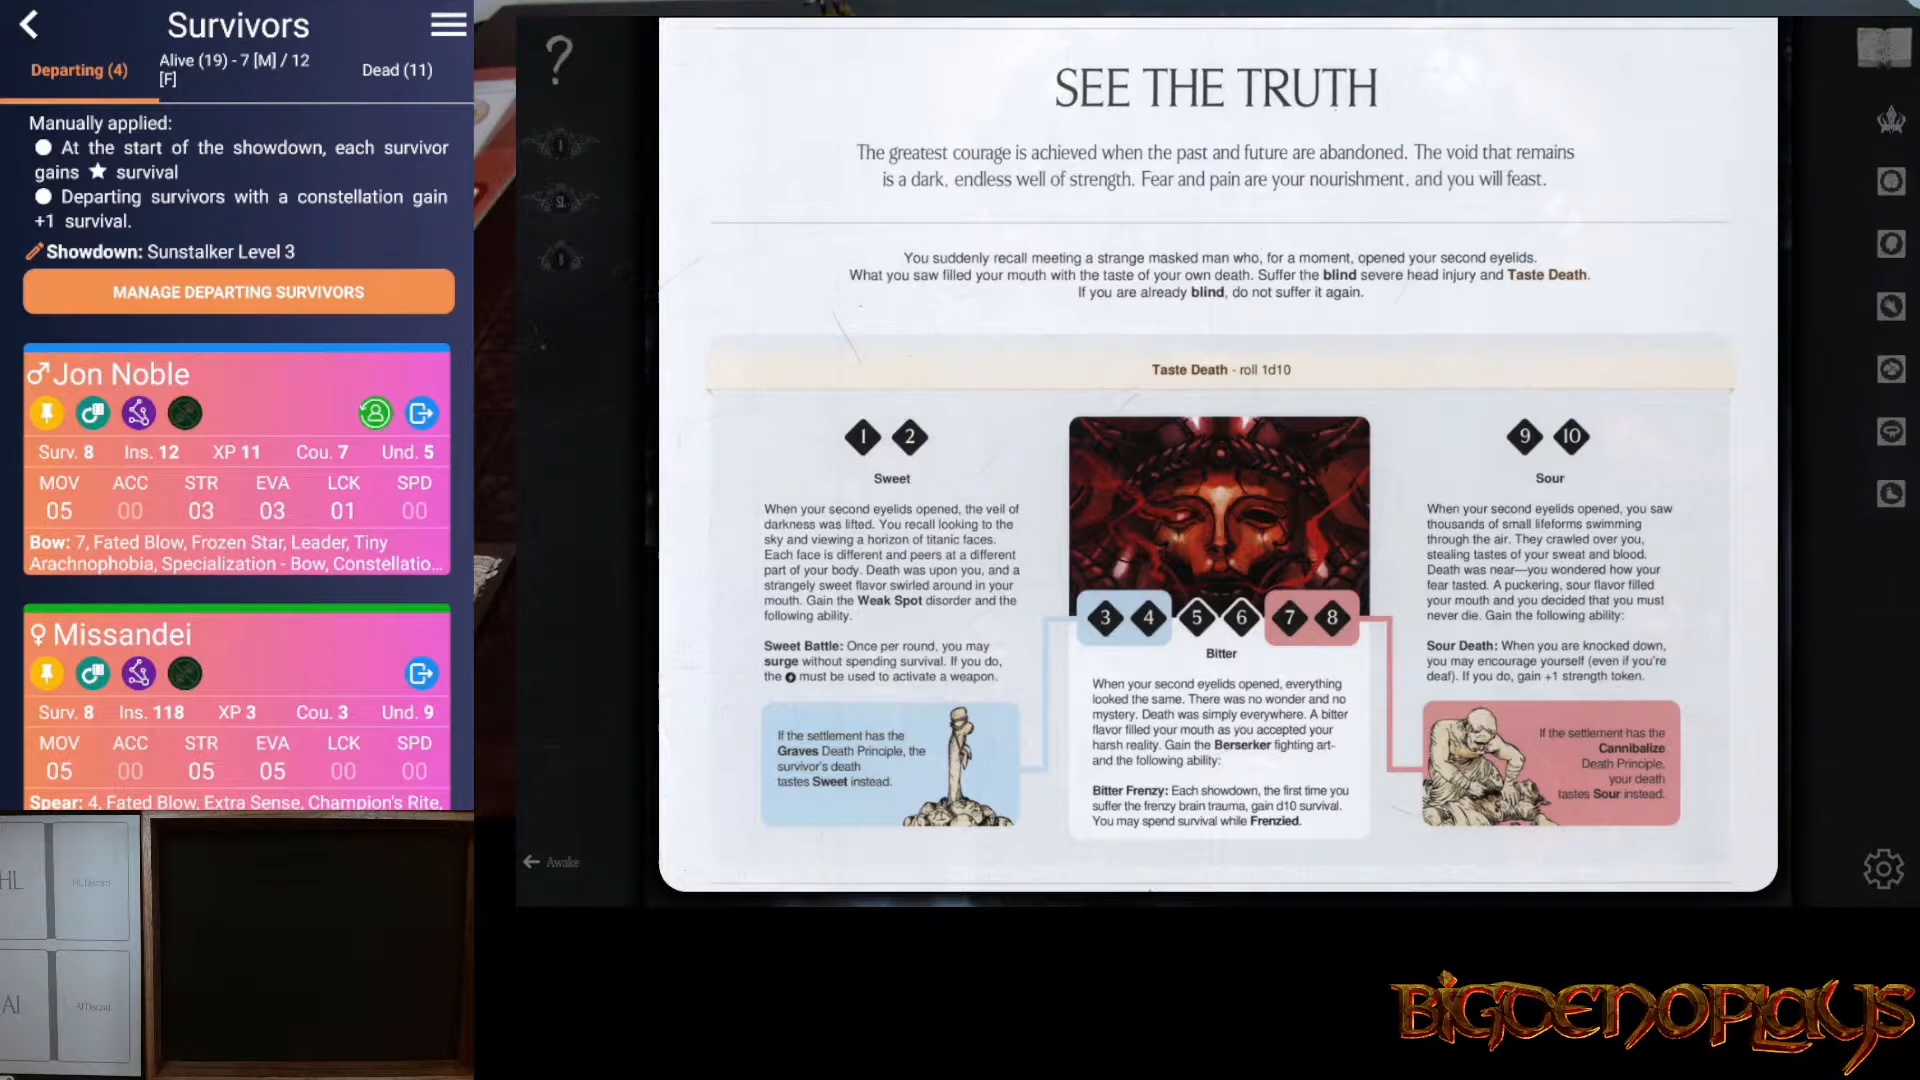 Survivors
Departing (4)
Alive (19) - 7 [M] / 12
[F]
Dead (11)
Manually applied:
At the start of the showdown, each survivor
gains ★ survival
Departing survivors with a constellation gain
+1 survival.
Showdown: Sunstalker Level 3
MANAGE DEPARTING SURVIVORS
♂Jon Noble
Surv. 8 Ins. 12 XP 11 Cou. 7 Und. 5
MOV ACC STR EVA LCK SPD
05 00 03 03 01 00
Bow: 7, Fated Blow, Frozen Star, Leader, Tiny
Arachnophobia, Specialization - Bow, Constellatio...
♀Missandei
Surv. 8 Ins. 118 XP 3 Cou. 3 Und. 9
MOV ACC STR EVA LCK SPD
05 00 05 05 00 00
Spear: 4, Fated Blow, Extra Sense, Champion's Rite,
HL
HL Discard
AI
AI Discard
?
SL
Awake
SEE THE TRUTH
The greatest courage is achieved when the past and future are abandoned. The void that remains
is a dark, endless well of strength. Fear and pain are your nourishment, and you will feast.
You suddenly recall meeting a strange masked man who, for a moment, opened your second eyelids.
What you saw filled your mouth with the taste of your own death. Suffer the blind severe head injury and Taste Death.
If you are already blind, do not suffer it again.
Taste Death - roll 1d10
1 2
Sweet
When your second eyelids opened, the veil of
darkness was lifted. You recall looking to the
sky and viewing a horizon of titanic faces.
Each face is different and peers at a different
part of your body. Death was upon you, and a
strangely sweet flavor swirled around in your
mouth. Gain the Weak Spot disorder and the
following ability.
Sweet Battle: Once per round, you may
surge without spending survival. If you do,
the must be used to activate a weapon.
If the settlement has the
Graves Death Principle, the
survivor's death
tastes Sweet instead.
3 4 5 6 7 8
Bitter
When your second eyelids opened, everything
looked the same. There was no wonder and no
mystery. Death was simply everywhere. A bitter
flavor filled your mouth as you accepted your
harsh reality. Gain the Berserker fighting art-
and the following ability:
Bitter Frenzy: Each showdown, the first time you
suffer the frenzy brain trauma, gain d10 survival.
You may spend survival while Frenzied.
9 10
Sour
When your second eyelids opened, you saw
thousands of small lifeforms swimming
through the air. They crawled over you,
stealing tastes of your sweat and blood.
Death was near—you wondered how your
fear tasted. A puckering, sour flavor filled
your mouth and you decided that you must
never die. Gain the following ability:
Sour Death: When you are knocked down,
you may encourage yourself (even if you're
deaf). If you do, gain +1 strength token.
If the settlement has the
Cannibalize
Death Principle,
your death
tastes Sour instead.
BIGDENOPLAYS